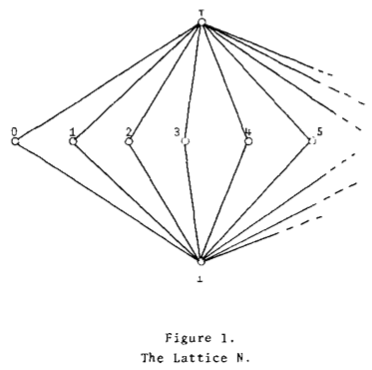 T
0 1 2 3 4 5
⊥
Figure 1.
The Lattice N.